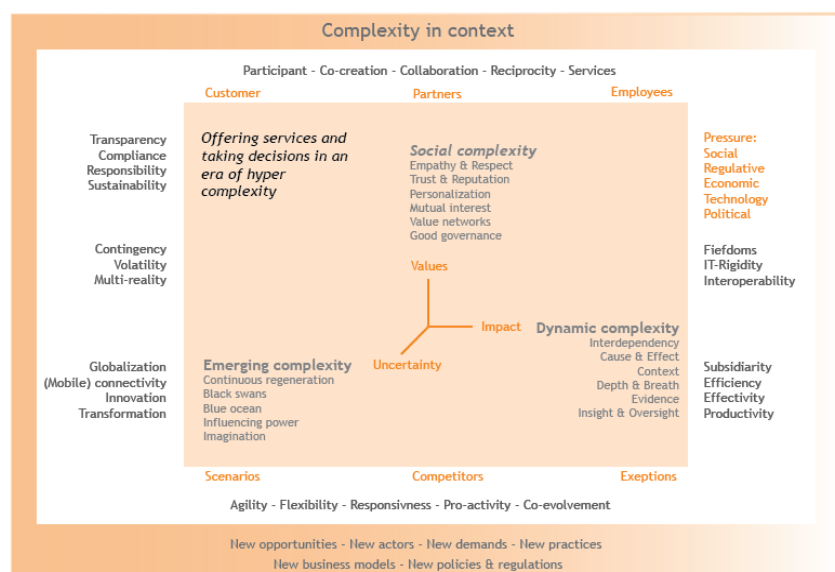 Complexity in context
Participant - Co-creation - Collaboration - Reciprocity - Services
Customer
Partners
Employees
Transparency
Compliance
Responsibility
Sustainability
Offering services and
taking decisions in an
era of hyper
complexity
Social complexity
Empathy & Respect
Trust & Reputation
Personalization
Mutual interest
Value networks
Good governance
Pressure:
Social
Regulative
Economic
Technology
Political
Contingency
Volatility
Multi-reality
Values
Impact
Uncertainty
Fiefdoms
IT-Rigidity
Interoperability
Globalization
(Mobile) connectivity
Innovation
Transformation
Emerging complexity
Continuous regeneration
Black swans
Blue ocean
Influencing power
Imagination
Dynamic complexity
Interdependency
Cause & Effect
Context
Depth & Breath
Evidence
Insight & Oversight
Subsidiarity
Efficiency
Effectivity
Productivity
Scenarios
Competitors
Exeptions
Agility - Flexibility - Responsivness - Pro-activity - Co-evolvement
New opportunities - New actors - New demands - New practices
New business models - New policies & regulations